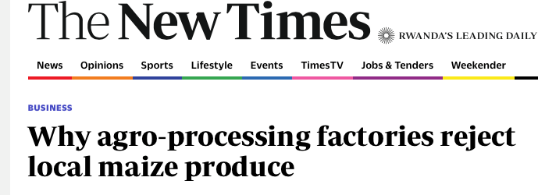 The New Times RWANDA'S LEADING DAILY
News Opinions Sports Lifestyle Events TimesTV Jobs & Tenders Weekender
BUSINESS
Why agro-processing factories reject
local maize produce